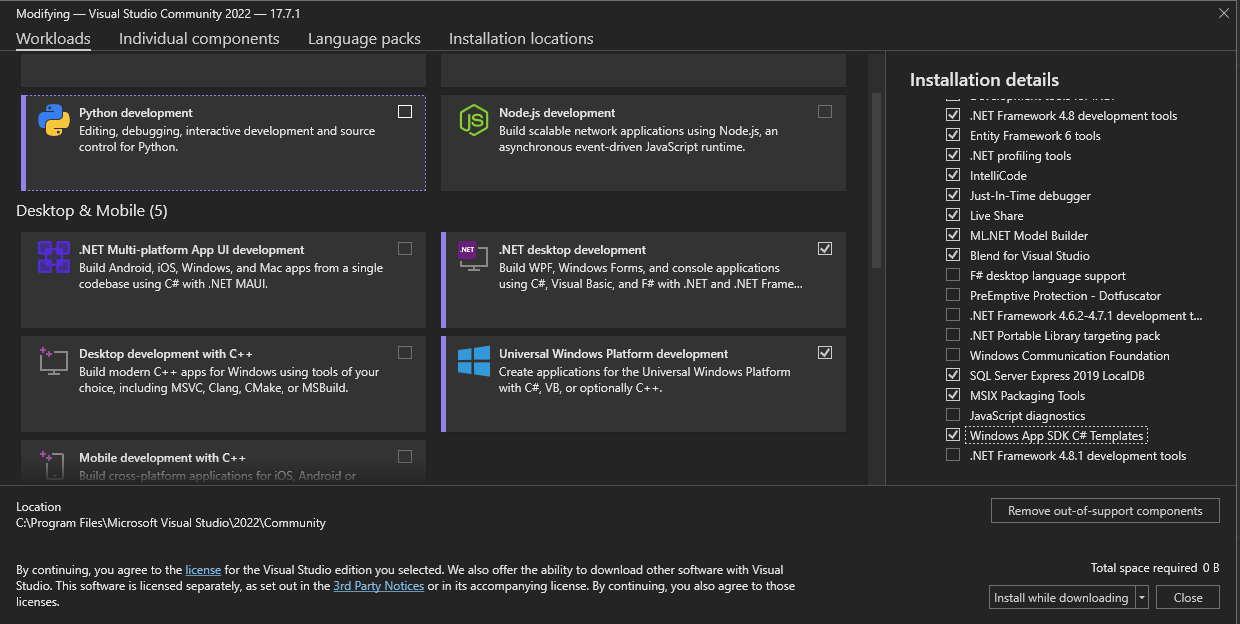 Modifying — Visual Studio Community 2022 — 17.7.1
Workloads
Individual components
Language packs
Installation locations
Python development
Editing, debugging, interactive development and source
control for Python.
Node.js development
Build scalable network applications using Node.js, an
asynchronous event-driven JavaScript runtime.
Desktop & Mobile (5)
.NET Multi-platform App UI development
Build Android, iOS, Windows, and Mac apps from a single
codebase using C# with .NET MAUI.
.NET
.NET desktop development
Build WPF, Windows Forms, and console applications
using C#, Visual Basic, and F# with .NET and .NET Frame...
Desktop development with C++
Build modern C++ apps for Windows using tools of your
choice, including MSVC, Clang, CMake, or MSBuild.
Universal Windows Platform development
Create applications for the Universal Windows Platform
with C#, VB, or optionally C++.
Mobile development with C++
Build cross-platform applications for iOS, Android or
Installation details
Development tools for .NET
.NET Framework 4.8 development tools
Entity Framework 6 tools
.NET profiling tools
IntelliCode
Just-In-Time debugger
Live Share
ML.NET Model Builder
Blend for Visual Studio
F# desktop language support
PreEmptive Protection - Dotfuscator
.NET Framework 4.6.2-4.7.1 development t...
.NET Portable Library targeting pack
Windows Communication Foundation
SQL Server Express 2019 LocalDB
MSIX Packaging Tools
JavaScript diagnostics
Windows App SDK C# Templates
.NET Framework 4.8.1 development tools
Location
C:\Program Files\Microsoft Visual Studio\2022\Community
Remove out-of-support components
By continuing, you agree to the license for the Visual Studio edition you selected. We also offer the ability to download other software with Visual
Studio. This software is licensed separately, as set out in the 3rd Party Notices or in its accompanying license. By continuing, you also agree to those
licenses.
Total space required 0 B
Install while downloading
Close